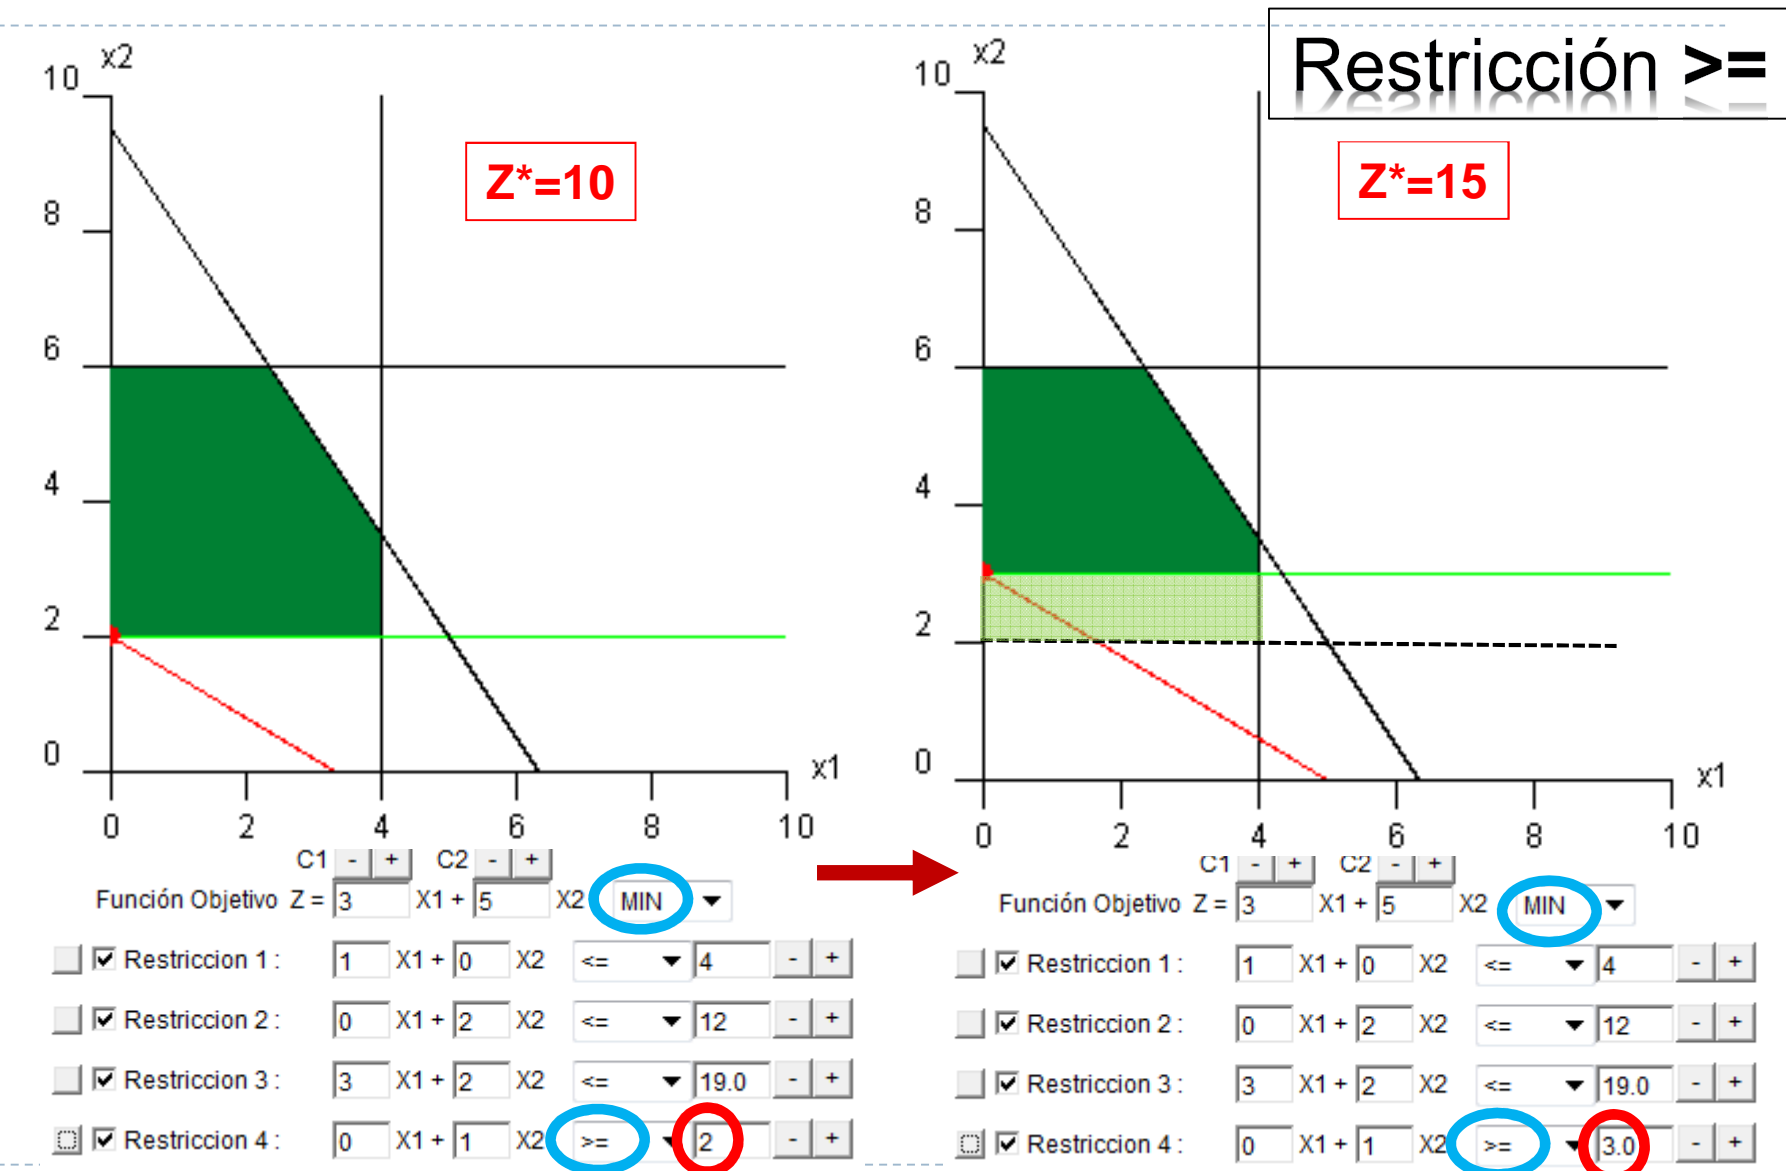 Restricción >=
x2
10
8
6
4
2
0
0 2 4 6 8 10
x1
Z*=10
C1 - + C2 - +
Función Objetivo Z = 3 X1 + 5 X2 MIN
Restriccion 1 : 1 X1 + 0 X2 <= 4 - +
Restriccion 2 : 0 X1 + 2 X2 <= 12 - +
Restriccion 3 : 3 X1 + 2 X2 <= 19.0 - +
Restriccion 4 : 0 X1 + 1 X2 >= 2 - +
x2
10
8
6
4
2
0
0 2 4 6 8 10
x1
Z*=15
C1 - + C2 - +
Función Objetivo Z = 3 X1 + 5 X2 MIN
Restriccion 1 : 1 X1 + 0 X2 <= 4 - +
Restriccion 2 : 0 X1 + 2 X2 <= 12 - +
Restriccion 3 : 3 X1 + 2 X2 <= 19.0 - +
Restriccion 4 : 0 X1 + 1 X2 >= 3.0 - +